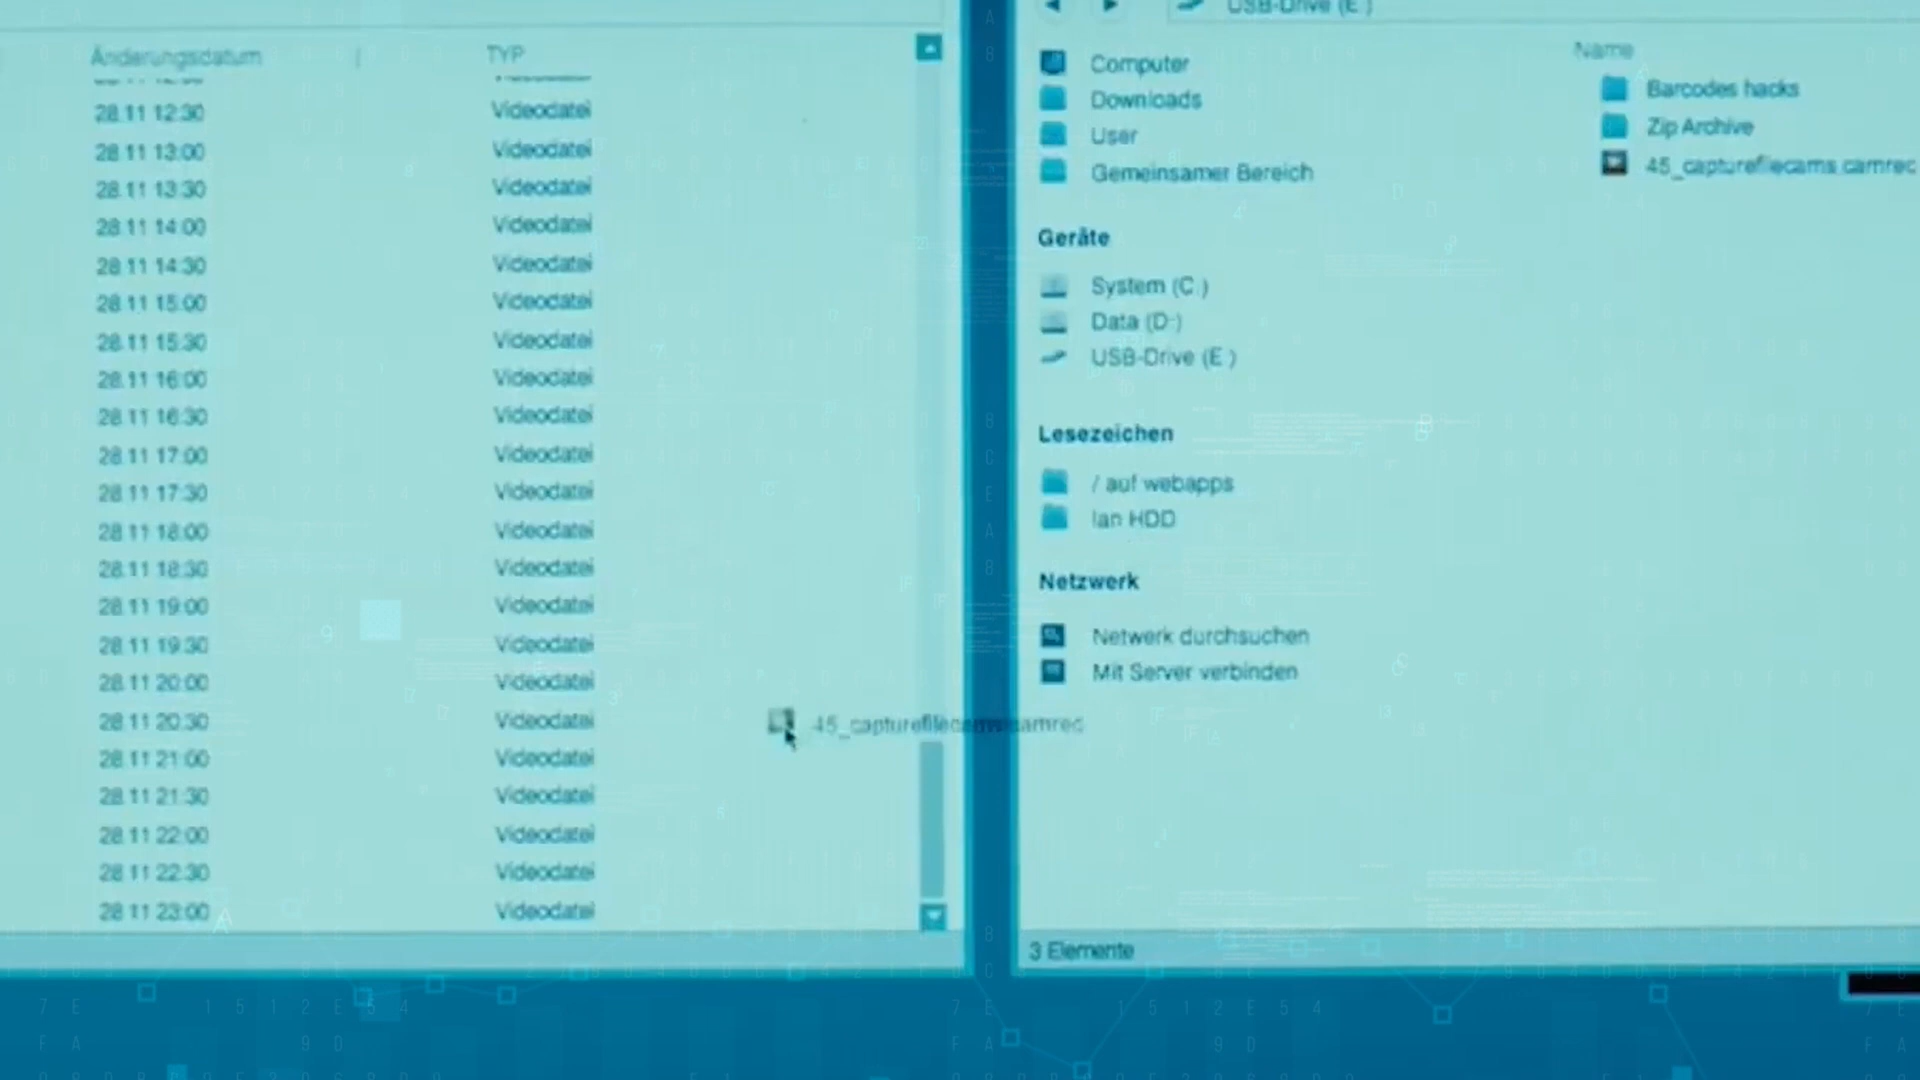 Änderungsdatum | TYP
28.11 12:30 Videodatei
28.11 13:00 Videodatei
28.11 13:30 Videodatei
28.11 14:00 Videodatei
28.11 14:30 Videodatei
28.11 15:00 Videodatei
28.11 15:30 Videodatei
28.11 16:00 Videodatei
28.11 16:30 Videodatei
28.11 17:00 Videodatei
28.11 17:30 Videodatei
28.11 18:00 Videodatei
28.11 18:30 Videodatei
28.11 19:00 Videodatei
28.11 19:30 Videodatei
28.11 20:00 Videodatei
28.11 20:30 Videodatei
28.11 21:00 Videodatei
28.11 21:30 Videodatei
28.11 22:00 Videodatei
28.11 22:30 Videodatei
28.11 23:00 Videodatei
45_capturefilecams.camrec
USB-Drive (E:)
Computer
Downloads
User
Gemeinsamer Bereich
Geräte
System (C:)
Data (D:)
USB-Drive (E:)
Lesezeichen
/ auf webapps
Ian HDD
Netzwerk
Netwerk durchsuchen
Mit Server verbinden
Name
Barcodes hacks
Zip Archive
45_capturefilecams.camrec
3 Elemente